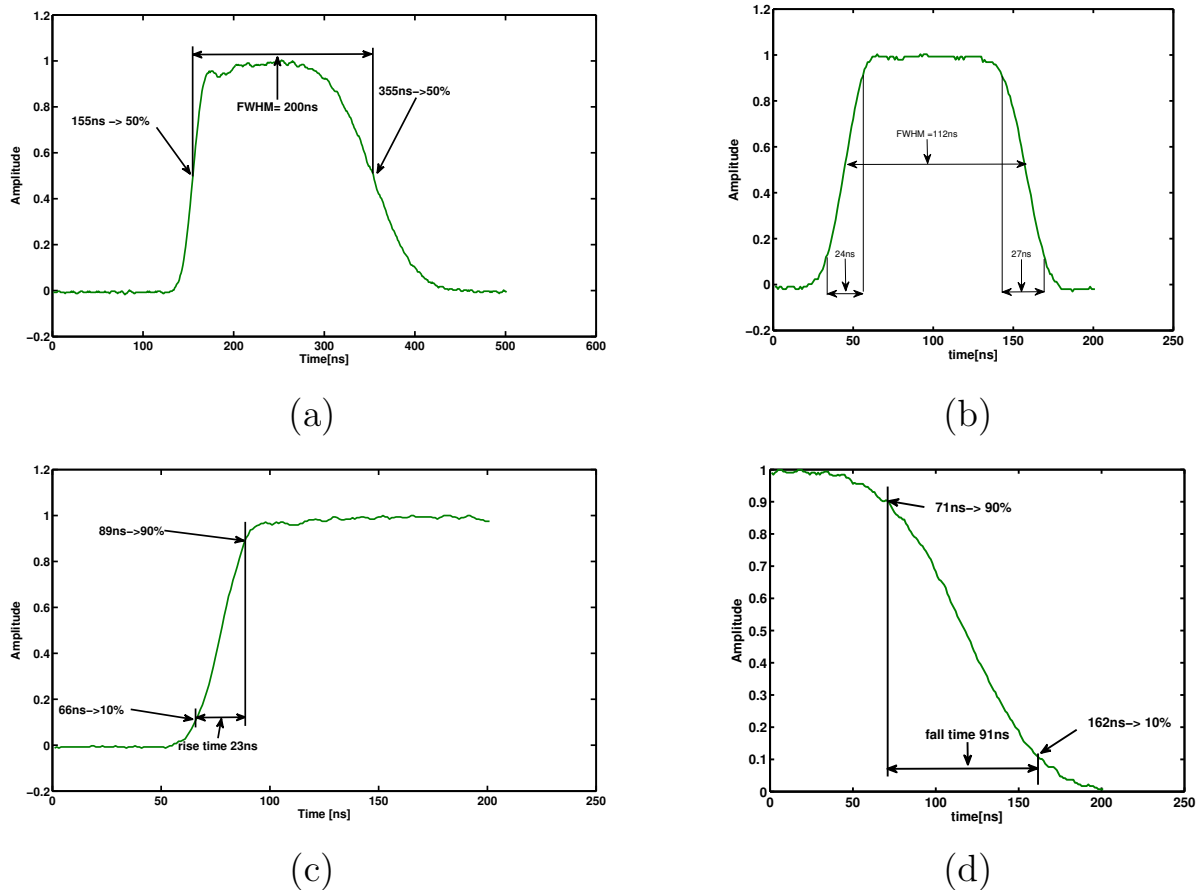 1.2
1
0.8
0.6
0.4
0.2
0
−0.2
Amplitude
0
100
200
300
400
500
600
Time[ns]
155ns −> 50%
FWHM= 200ns
355ns−>50%
(a)
1.2
1
0.8
0.6
0.4
0.2
0
−0.2
Amplitude
0
50
100
150
200
250
time[ns]
FWHM =112ns
24ns
27ns
(b)
1.2
1
0.8
0.6
0.4
0.2
0
−0.2
Amplitude
0
50
100
150
200
250
Time [ns]
89ns−>90%
66ns−>10%
rise time 23ns
(c)
1
0.9
0.8
0.7
0.6
0.5
0.4
0.3
0.2
0.1
0
Amplitude
0
50
100
150
200
250
time[ns]
71ns−> 90%
162ns−> 10%
fall time 91ns
(d)